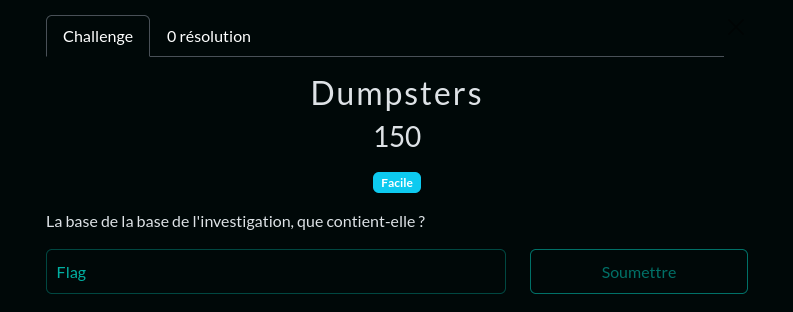 Challenge
0 résolution
Dumpsters
150
Facile
La base de la base de l'investigation, que contient-elle ?
Flag
Soumettre